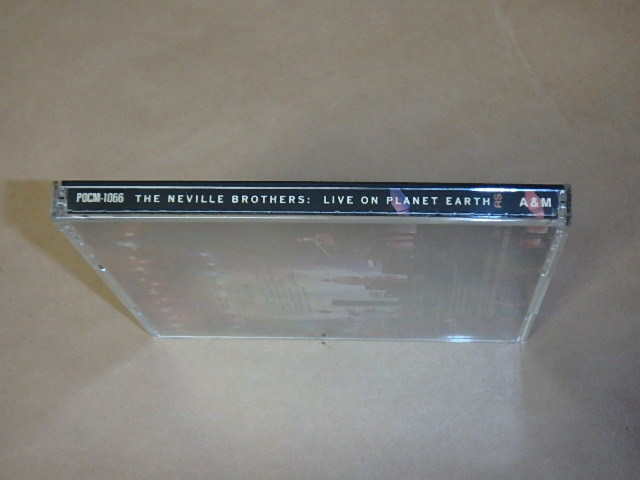 POCM-1066 THE NEVILLE BROTHERS: LIVE ON PLANET EARTH A&M